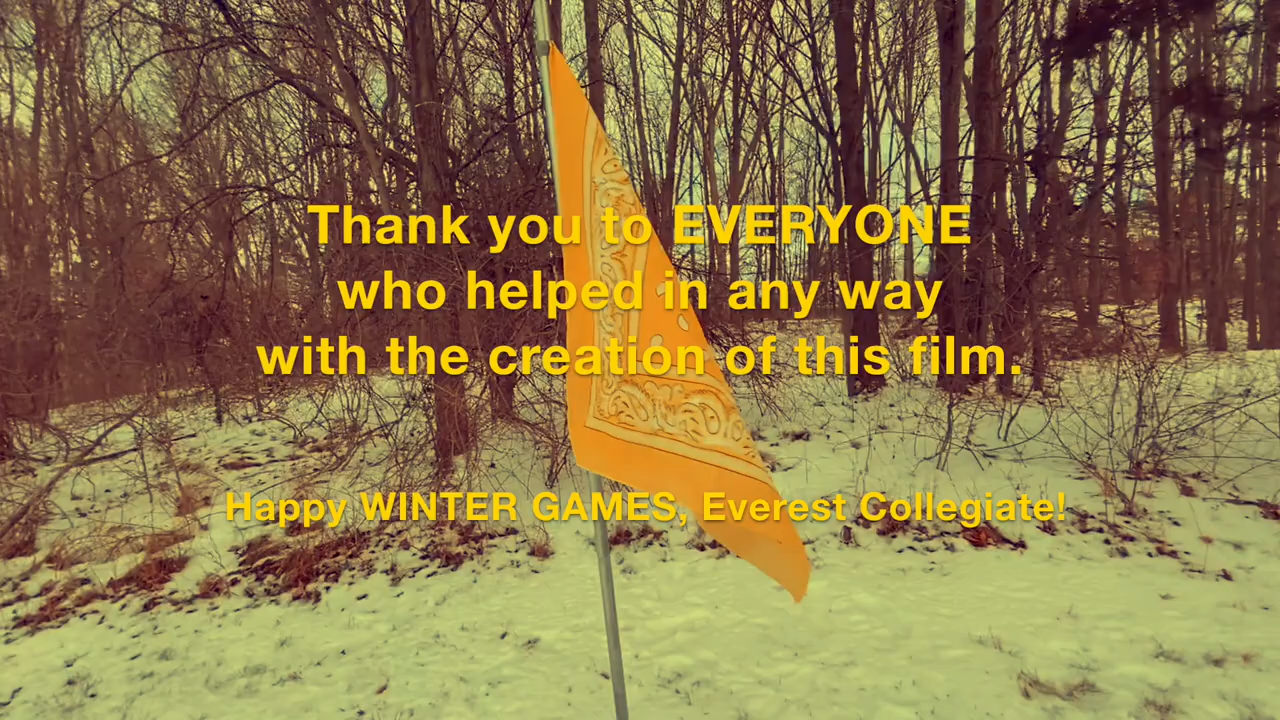 Thank you to EVERYONE
who helped in any way
with the creation of this film.
Happy WINTER GAMES, Everest Collegiate!